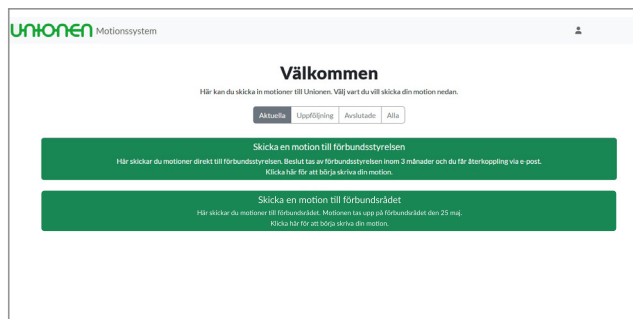 UNIONEN Motionssystem
Välkommen
Här kan du skicka in motioner till Unionen. Välj vart du vill skicka din motion nedan.
Aktuella Uppföljning Avslutade Alla
Skicka en motion till förbundsstyrelsen
Här skickar du motioner direkt till förbundsstyrelsen. Beslut tas av förbundsstyrelsen inom 3 månader och du får återkoppling via e-post.
Klicka här för att börja skriva din motion.
Skicka en motion till förbundsrådet
Här skickar du motioner till förbundsrådet. Motionen tas upp på förbundsrådet den 25 maj.
Klicka här för att börja skriva din motion.